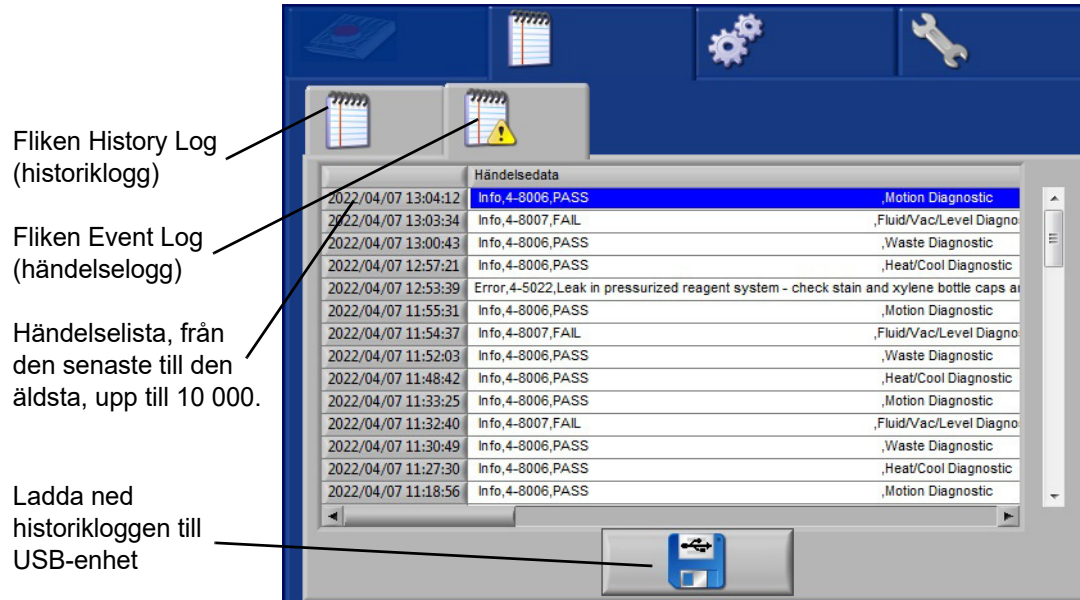 Fliken History Log
(historiklogg)
Fliken Event Log
(händelselogg)
Händelselista, från
den senaste till den
äldsta, upp till 10 000.
Ladda ned
historikloggen till
USB-enhet
Händelsedata
2022/04/07 13:04:12 Info,4-8006,PASS ,Motion Diagnostic
2022/04/07 13:03:34 Info,4-8007,FAIL ,Fluid/Vac/Level Diagno
2022/04/07 13:00:43 Info,4-8006,PASS ,Waste Diagnostic
2022/04/07 12:57:21 Info,4-8006,PASS ,Heat/Cool Diagnostic
2022/04/07 12:53:39 Error,4-5022,Leak in pressurized reagent system - check stain and xylene bottle caps a
2022/04/07 11:55:31 Info,4-8006,PASS ,Motion Diagnostic
2022/04/07 11:54:37 Info,4-8007,FAIL ,Fluid/Vac/Level Diagno
2022/04/07 11:52:03 Info,4-8006,PASS ,Waste Diagnostic
2022/04/07 11:48:42 Info,4-8006,PASS ,Heat/Cool Diagnostic
2022/04/07 11:33:25 Info,4-8006,PASS ,Motion Diagnostic
2022/04/07 11:32:40 Info,4-8007,FAIL ,Fluid/Vac/Level Diagno
2022/04/07 11:30:49 Info,4-8006,PASS ,Waste Diagnostic
2022/04/07 11:27:30 Info,4-8006,PASS ,Heat/Cool Diagnostic
2022/04/07 11:18:56 Info,4-8006,PASS ,Motion Diagnostic